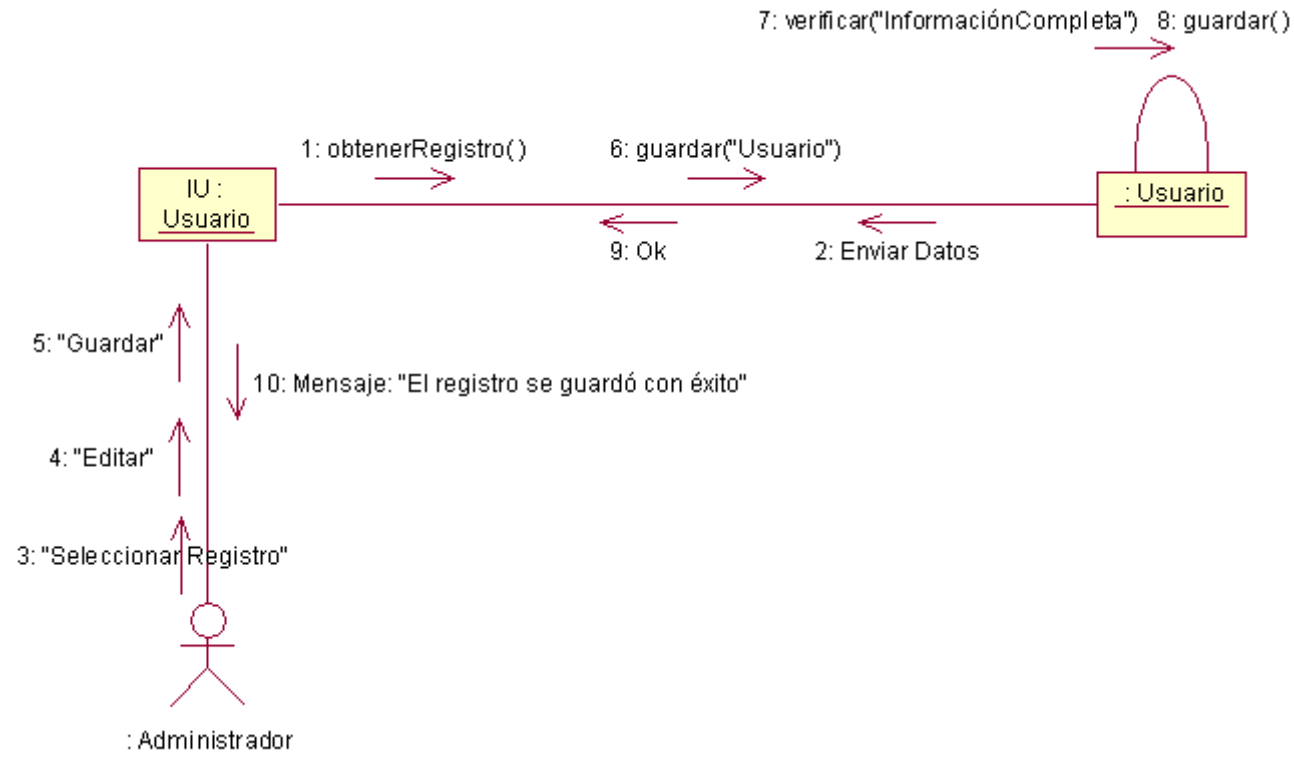 7: verificar("InformaciónCompleta") 8: guardar( )
1: obtenerRegistro( ) 6: guardar("Usuario")
IU :
Usuario
: Usuario
9: Ok 2: Enviar Datos
5: "Guardar"
10: Mensaje: "El registro se guardó con éxito"
4: "Editar"
3: "Seleccionar Registro"
: Administrador